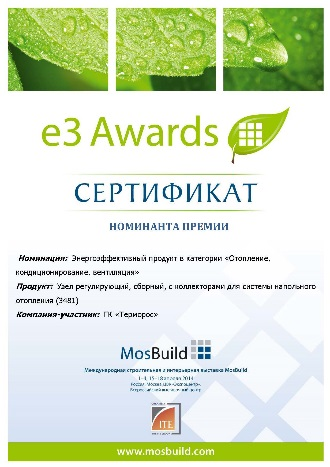 e3 Awards
СЕРТИФИКАТ
НОМИНАНТА ПРЕМИИ
Номинация: Энергоэффективный продукт в категории «Отопление,
кондиционирование, вентиляция»
Продукт: Узел регулирующий, сборный, с коллекторами для системы напольного
отопления (3481)
Компания-участник: ГК «Терморос»
MosBuild
Международная строительная и интерьерная выставка MosBuild
ITE
www.mosbuild.com